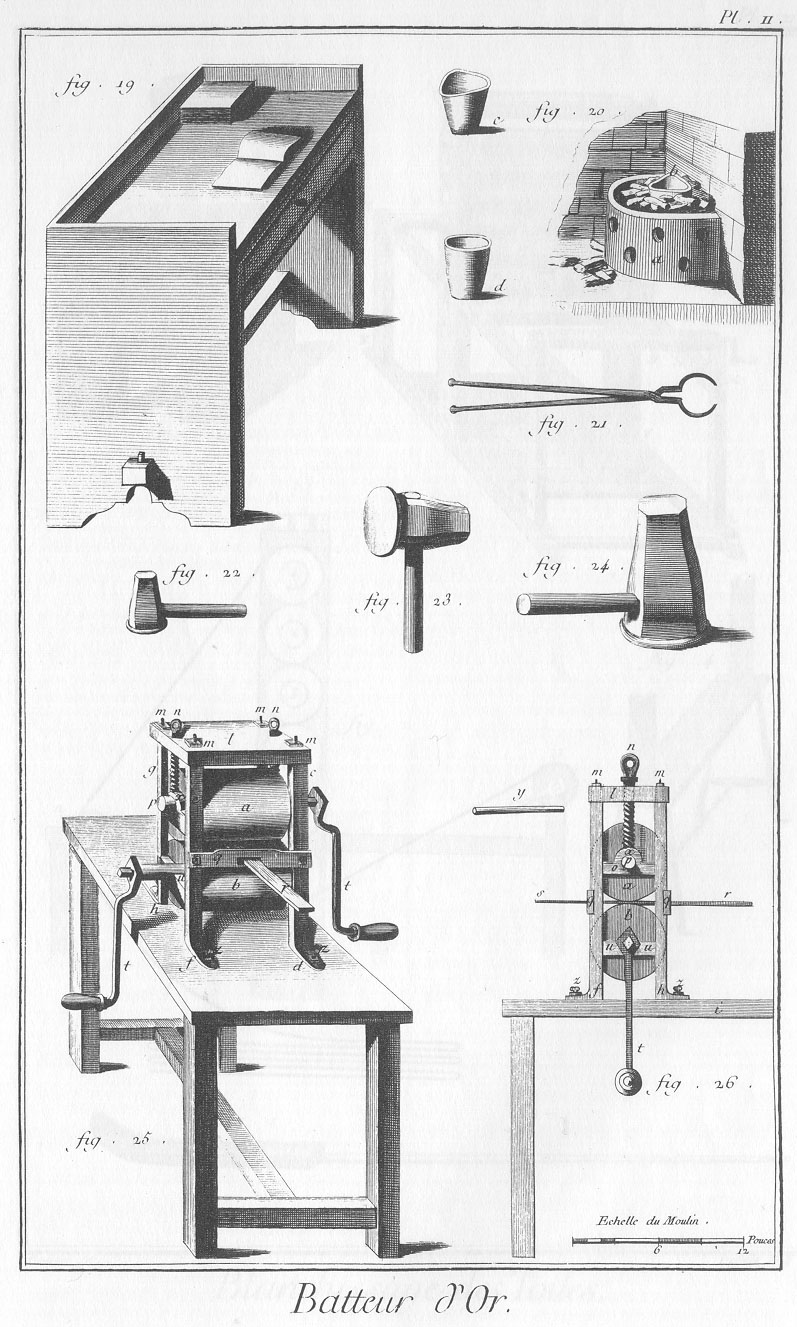 Pl. II.
fig. 19.
fig. 20.
c
d
a
fig. 21.
fig. 22.
fig. 23.
fig. 24.
m n m n
m l m
g c
p a
q
u b r
h t
f z d z
t
fig. 25.
n
m m
l
y
x
o p
a
s q q r
b
u u
z f h z
i
t
fig. 26.
Echelle du Moulin.
6 12 Pouces
Batteur d'Or.